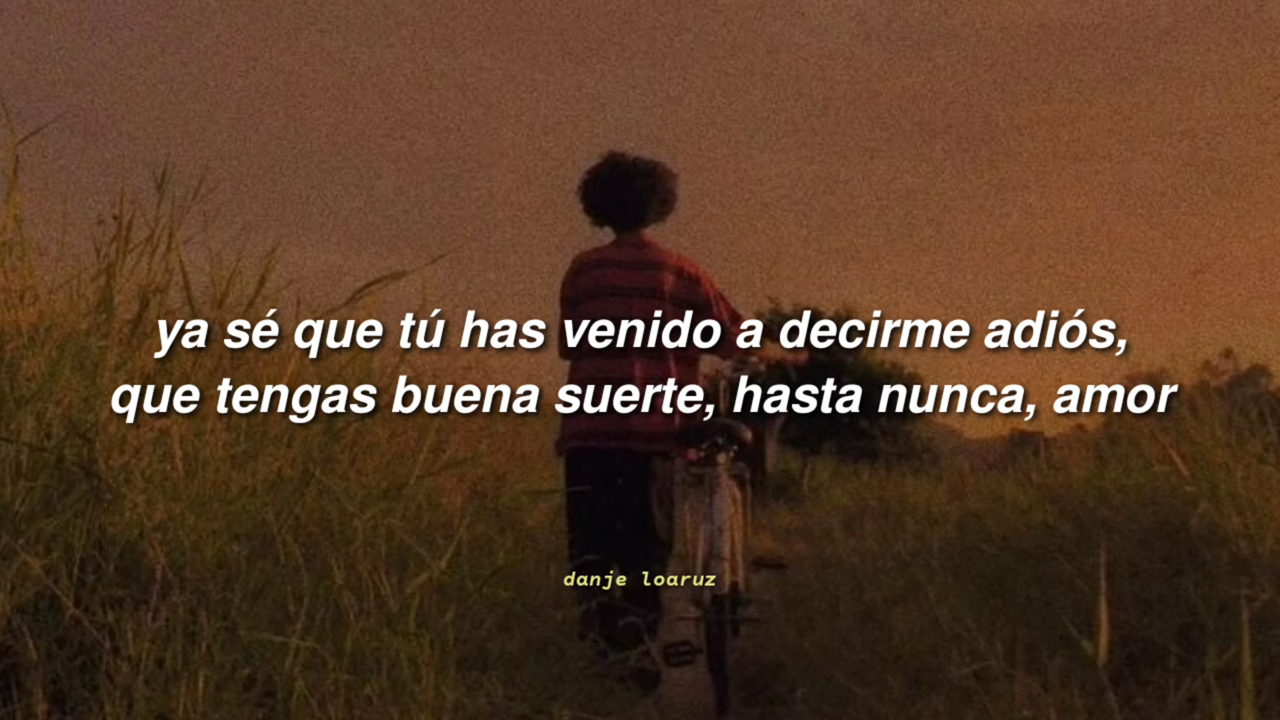 ya sé que tú has venido a decirme adiós,
que tengas buena suerte, hasta nunca, amor
danje loaruz